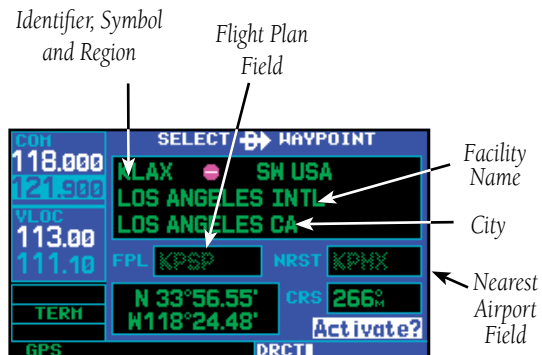 Identifier, Symbol
and Region
Flight Plan
Field
COM
118.000
121.900
VLOC
113.00
111.10
TERM
GPS
SELECT D WAYPOINT
KLAX SW USA
LOS ANGELES INTL
LOS ANGELES CA
FPL KPSP NRST KPHX
N 33°56.55'
W118°24.48'
CRS 266°M
Activate?
DRCT
Facility
Name
City
Nearest
Airport
Field